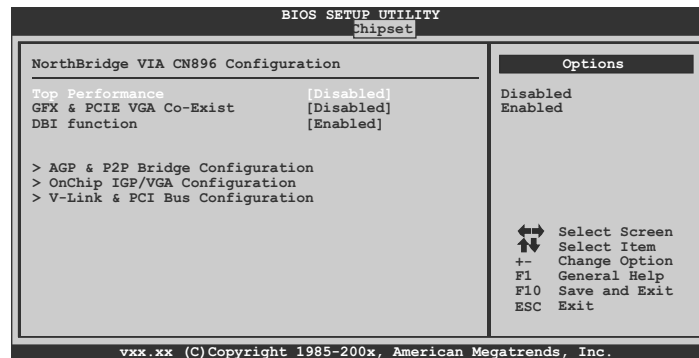 BIOS SETUP UTILITY
Chipset
NorthBridge VIA CN896 Configuration
Top Performance [Disabled]
GFX & PCIE VGA Co-Exist [Disabled]
DBI function [Enabled]
> AGP & P2P Bridge Configuration
> OnChip IGP/VGA Configuration
> V-Link & PCI Bus Configuration
Options
Disabled
Enabled
Select Screen
Select Item
+- Change Option
F1 General Help
F10 Save and Exit
ESC Exit
vxx.xx (C)Copyright 1985-200x, American Megatrends, Inc.